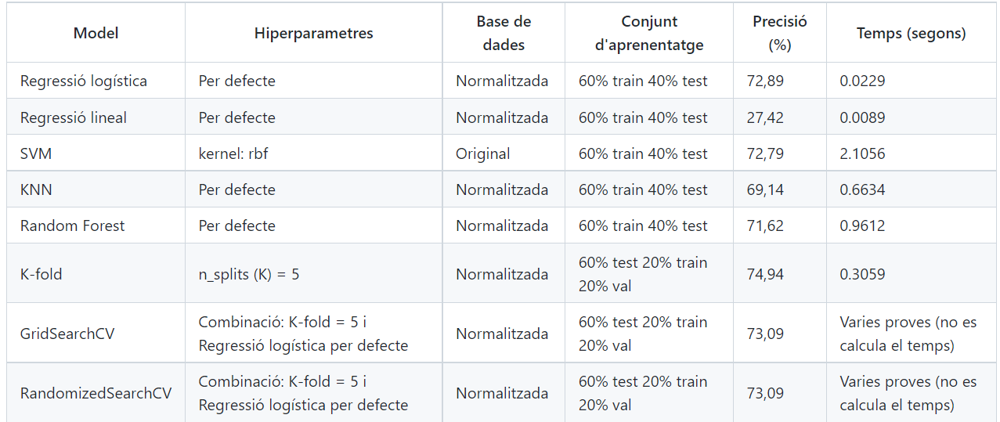 Model Hiperparametres Base de dades Conjunt d'aprenentatge Precisió (%) Temps (segons)
Regressió logística Per defecte Normalitzada 60% train 40% test 72,89 0.0229
Regressió lineal Per defecte Normalitzada 60% train 40% test 27,42 0.0089
SVM kernel: rbf Original 60% train 40% test 72,79 2.1056
KNN Per defecte Normalitzada 60% train 40% test 69,14 0.6634
Random Forest Per defecte Normalitzada 60% train 40% test 71,62 0.9612
K-fold n_splits (K) = 5 Normalitzada 60% test 20% train 20% val 74,94 0.3059
GridSearchCV Combinació: K-fold = 5 i Regressió logística per defecte Normalitzada 60% test 20% train 20% val 73,09 Varies proves (no es calcula el temps)
RandomizedSearchCV Combinació: K-fold = 5 i Regressió logística per defecte Normalitzada 60% test 20% train 20% val 73,09 Varies proves (no es calcula el temps)